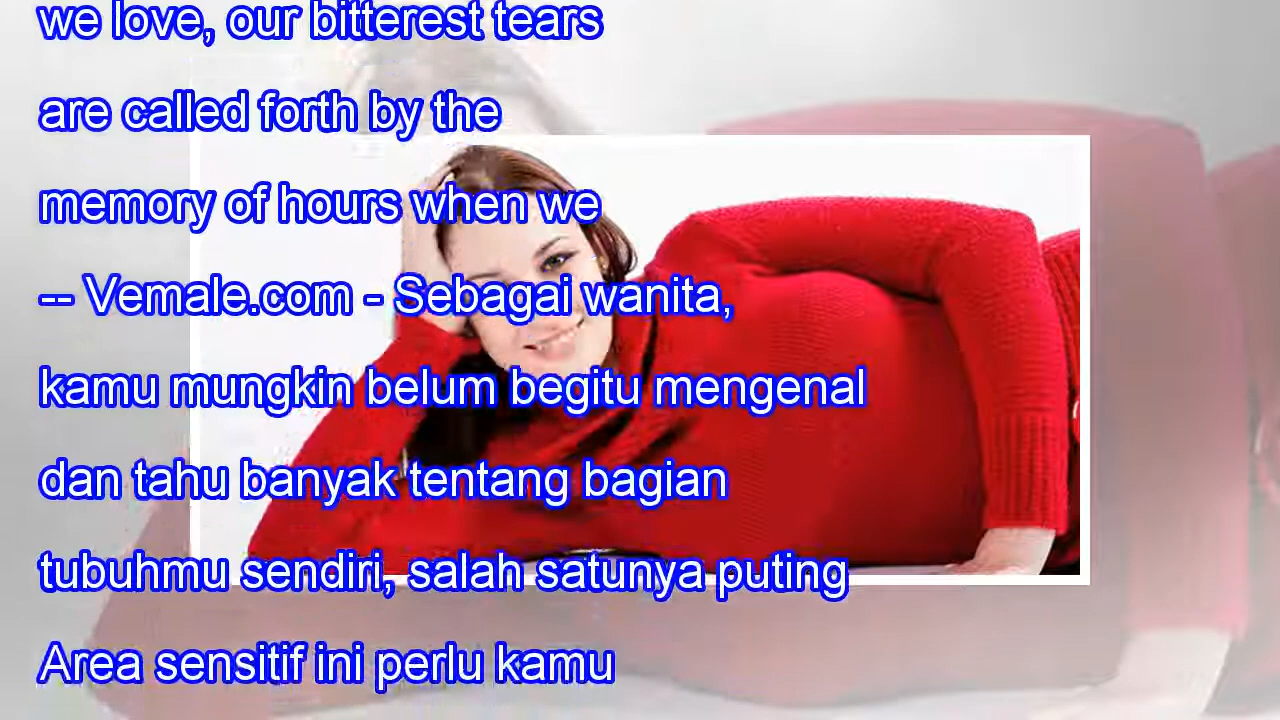 we love, our bitterest tears
are called forth by the
memory of hours when we
-- Vemale.com - Sebagai wanita,
kamu mungkin belum begitu mengenal
dan tahu banyak tentang bagian
tubuhmu sendiri, salah satunya puting
Area sensitif ini perlu kamu